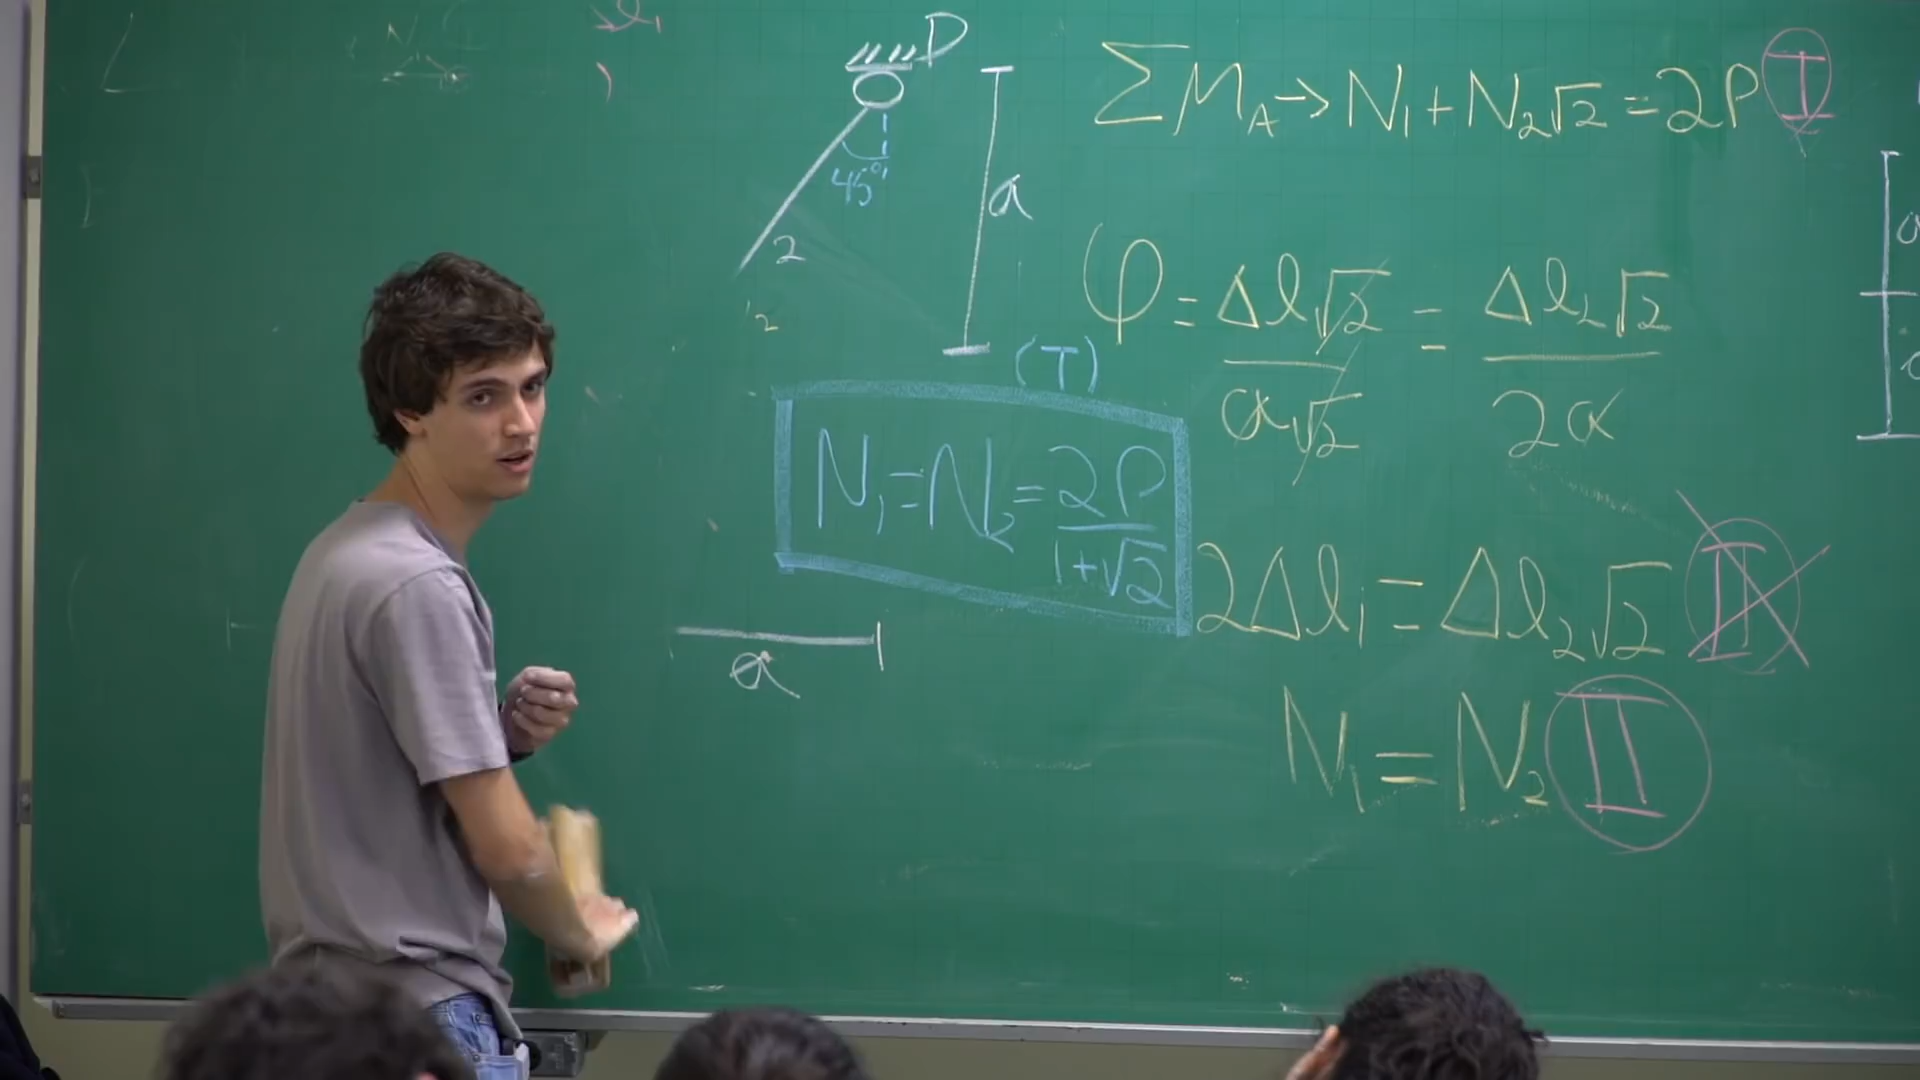 D
45°
2
2
a
a
(T)
N₁=N₂=2P/1+√2
ΣM_A→N₁+N₂√2=2P I
φ=Δl√2/a√2=Δl₂√2/2a
2Δl₁=Δl₂√2 II
N₁=N₂ II